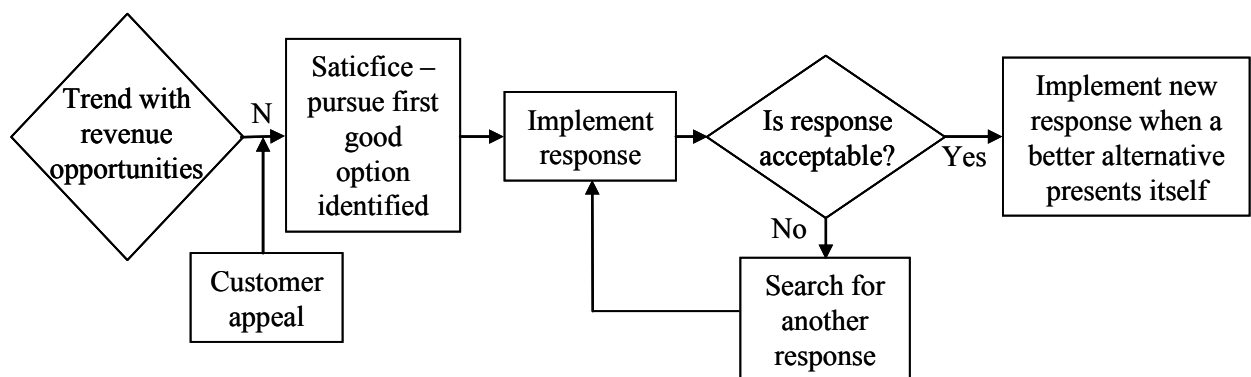 Trend with
revenue
opportunities
N
Saticfice –
pursue first
good
option
identified
Customer
appeal
Implement
response
Is response
acceptable?
Yes
No
Search for
another
response
Implement new
response when a
better alternative
presents itself